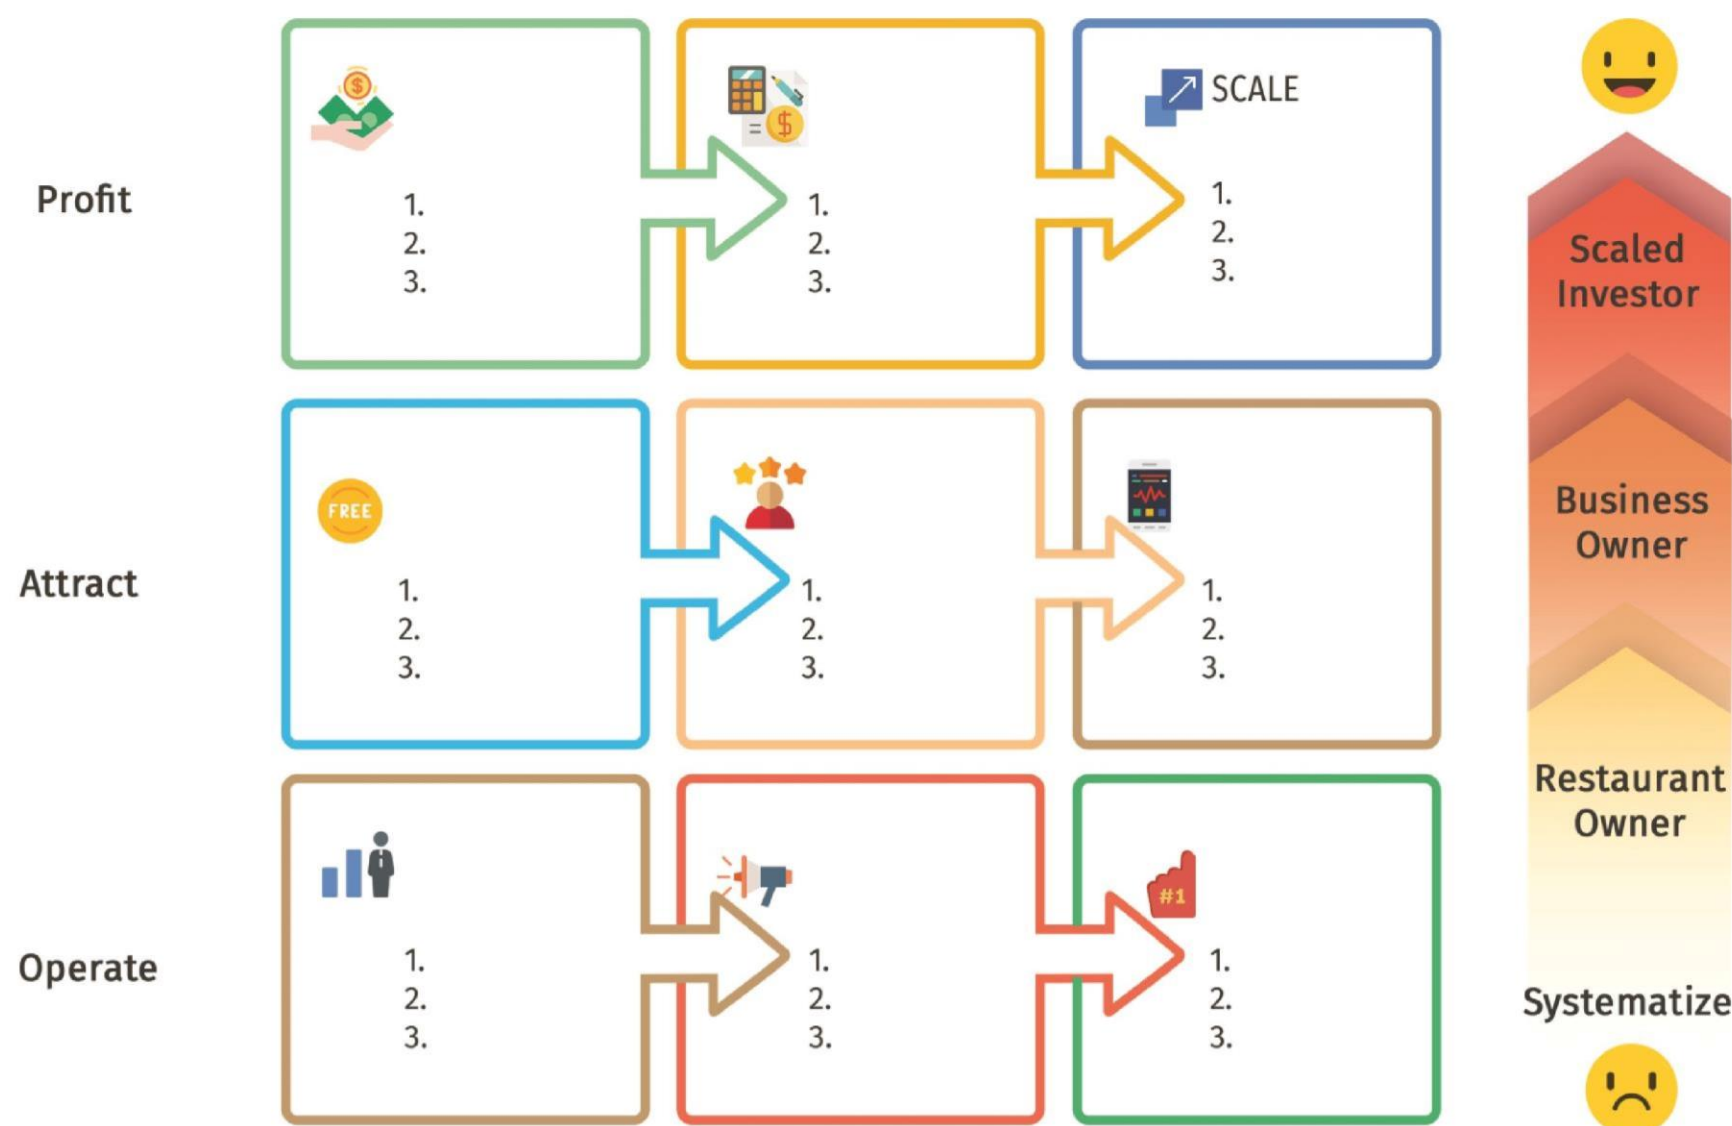 Profit
$
1.
2.
3.
=
$
1.
2.
3.
SCALE
1.
2.
3.
Attract
FREE
1.
2.
3.
1.
2.
3.
1.
2.
3.
Operate
1.
2.
3.
1.
2.
3.
#1
1.
2.
3.
Scaled
Investor
Business
Owner
Restaurant
Owner
Systematize